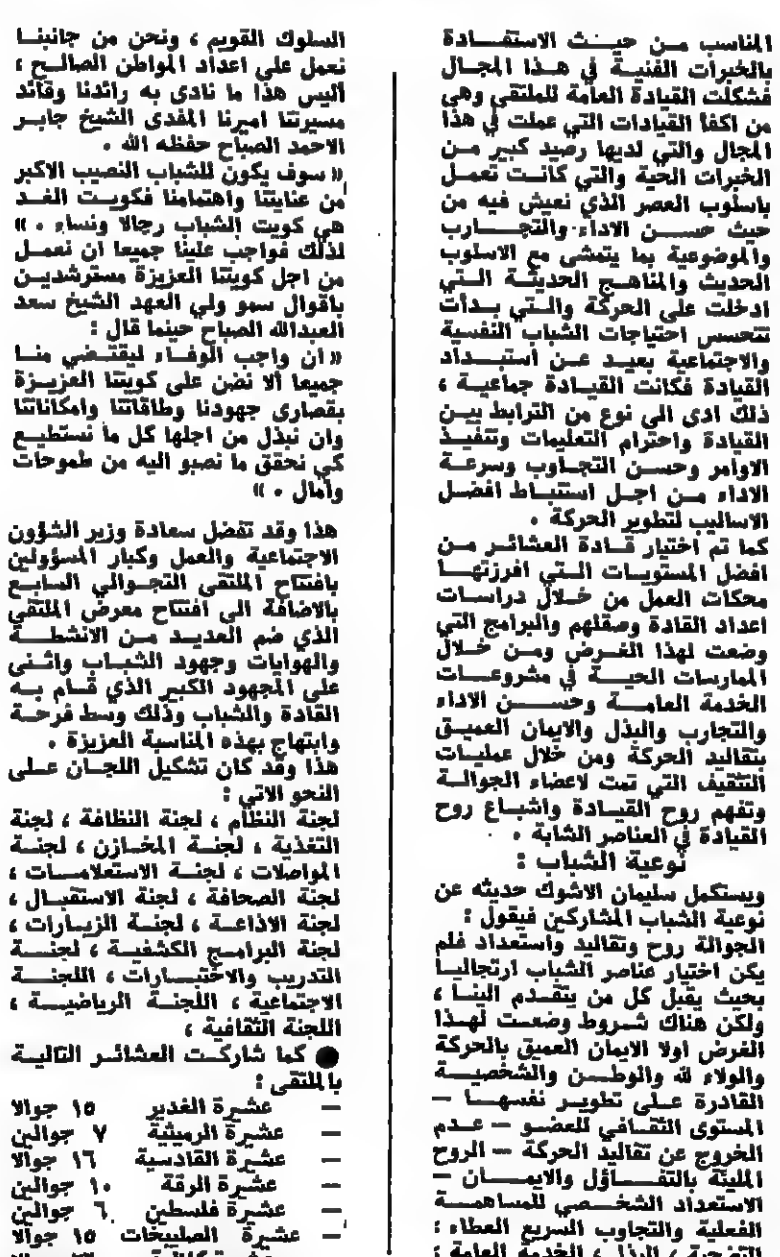 المناسب من حيث الاستفادة
بالخبرات الفنية في هذا المجال
فشكلت القيادة العامة للملتقى وهي
من اكفأ القيادات التي عملت في هذا
المجال والتي لديها رصيد كبير من
الخبرات الحية والتي كانت تعمل
باسلوب العصر الذي نعيش فيه من
حيث حسن الاداء والتجارب
والموضوعية بما يتمشى مع الاسلوب
الحديث والمناهج الحديثة التي
ادخلت على الحركة والتي بدأت
تتحسس احتياجات الشباب النفسية
والاجتماعية بعيد عن استبداد
القيادة فكانت القيادة جماعية ،
ذلك ادى الى نوع من الترابط بين
القيادة واحترام التعليمات وتنفيذ
الاوامر وحسن التجاوب وسرعة
الاداء من اجل استنباط افضل
الاساليب لتطوير الحركة .
كما تم اختيار قادة العشائر من
افضل المستويات التي افرزتها
محكات العمل من خلال دراسات
اعداد القادة وصقلهم والبرامج التي
وضعت لهذا الغرض ومن خلال
الممارسات الحية في مشروعات
الخدمة العامة وحسن الاداء
والتجارب والبذل والايمان العميق
بتقاليد الحركة ومن خلال عمليات
التثقيف التي تمت لاعضاء الجوالة
وتفهم روح القيادة واشباع روح
القيادة في العناصر الشابة .
نوعية الشباب :
ويستكمل سليمان الاشوك حديثه عن
نوعية الشباب المشاركين فيقول :
الجوالة روح وتقاليد واستعداد فلم
يكن اختيار عناصر الشباب ارتجاليا
بحيث يقبل كل من يتقدم الينا ،
ولكن هناك شروط وضعت لهذا
الغرض اولا الايمان العميق بالحركة
والولاء لله والوطن والشخصية
القادرة على تطوير نفسها —
المستوى الثقافي للعضو — عدم
الخروج عن تقاليد الحركة — الروح
المليئة بالتفاؤل والايمان —
الاستعداد الشخصي للمساهمة
الفعلية والتجاوب السريع العطاء ؛
البذل ، الخدمة العامة ؛
السلوك القويم ، ونحن من جانبنا
نعمل على اعداد المواطن الصالح ،
أليس هذا ما نادى به رائدنا وقائد
مسيرتنا اميرنا المفدى الشيخ جابر
الاحمد الصباح حفظه الله .
« سوف يكون للشباب النصيب الاكبر
من عنايتنا واهتمامنا فكويت الغد
هي كويت الشباب رجالا ونساء . »
لذلك فواجب علينا جميعا ان نعمل
من اجل كويتنا العزيزة مسترشدين
باقوال سمو ولي العهد الشيخ سعد
العبدالله الصباح حينما قال :
« ان واجب الوفاء ليقتضي منا
جميعا ألا نضن على كويتنا العزيزة
بقصارى جهودنا وطاقاتنا وامكاناتنا
وان نبذل من اجلها كل ما نستطيع
كي نحقق ما نصبو اليه من طموحات
وآمال . »
هذا وقد تفضل سعادة وزير الشؤون
الاجتماعية والعمل وكبار المسؤولين
بافتتاح الملتقى التجوالي السابع
بالاضافة الى افتتاح معرض الملتقى
الذي ضم العديد من الانشطة
والهوايات وجهود الشباب واثنى
على المجهود الكبير الذي قام به
القادة والشباب وذلك وسط فرحة
وابتهاج بهذه المناسبة العزيزة .
هذا وقد كان تشكيل اللجان على
النحو الاتي :
لجنة النظام ، لجنة النظافة ، لجنة
التغذية ، لجنة المخازن ، لجنة
المواصلات ، لجنة الاستعلامات ،
لجنة الصحافة ، لجنة الاستقبال ،
لجنة الاذاعة ، لجنة الزيارات ،
لجنة البرامج الكشفية ، لجنة
التدريب والاختبارات ، اللجنة
الاجتماعية ، اللجنة الرياضية ،
اللجنة الثقافية ،
● كما شاركت العشائر التالية
بالملتقى :
— عشيرة الغدير ١٥ جوالا
— عشيرة الرميثية ٧ جوالين
— عشيرة القادسية ١٦ جوالا
— عشيرة الرقة ١٠ جوالين
— عشيرة فلسطين ٦ جوالين
— عشيرة الصليبخات ١٥ جوالا